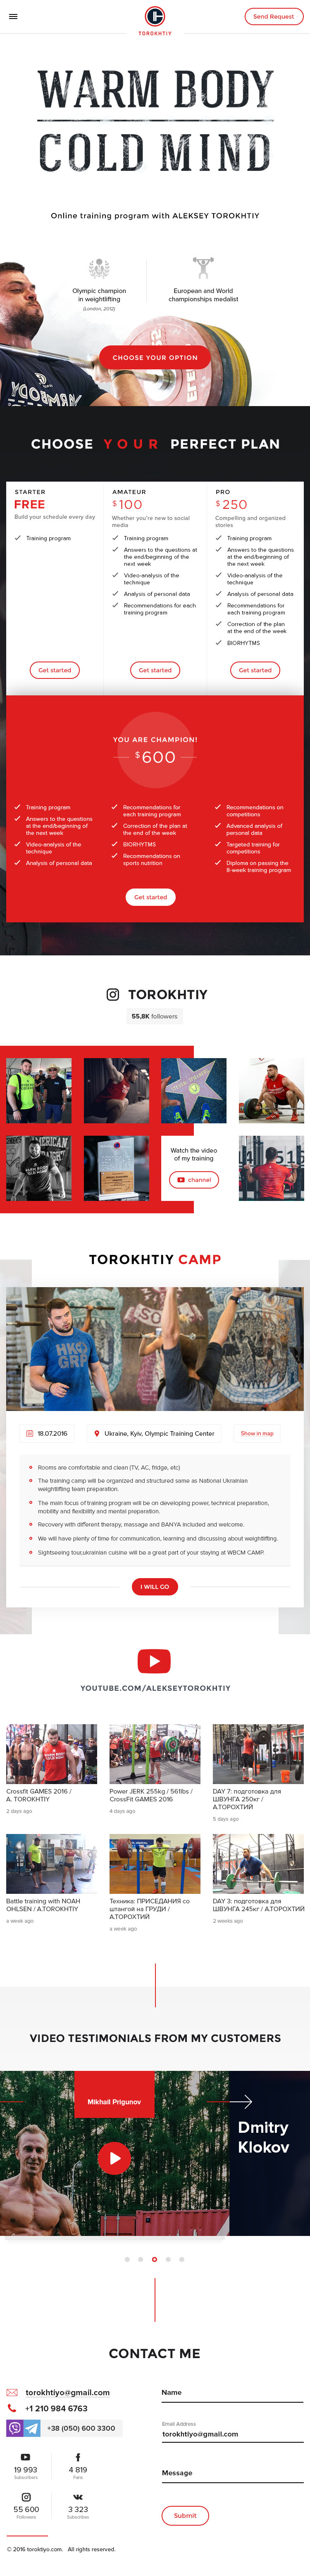 TOROKHTIY
Send Request
WARM BODY
COLD MIND
Online training program with ALEKSEY TOROKHTIY
Olympic champion
in weightlifting
(London, 2012)
European and World
championships medalist
CHOOSE YOUR OPTION
CHOOSE YOUR PERFECT PLAN
STARTER
FREE
Build your schedule every day
Training program
Get started
AMATEUR
$100
Whether you're new to social
media
Training program
Answers to the questions at
the end/beginning of the
next week
Video-analysis of the
technique
Analysis of personal data
Recommendations for each
training program
Get started
PRO
$250
Compelling and organized
stories
Training program
Answers to the questions
at the end/beginning of
the next week
Video-analysis of the
technique
Analysis of personal data
Recommendations for
each training program
Correction of the plan
at the end of the week
BIORHYTMS
Get started
YOU ARE CHAMPION!
$600
Training program
Answers to the questions
at the end/beginning of
the next week
Video-analysis of the
technique
Analysis of personal data
Recommendations for
each training program
Correction of the plan at
the end of the week
BIORHYTMS
Recommendations on
sports nutrition
Recommendations on
competitions
Advanced analysis of
personal data
Targeted training for
competitions
Diploma on passing the
8-week training program
Get started
TOROKHTIY
55,8K followers
Watch the video
of my training
channel
TOROKHTIY CAMP
18.07.2016
Ukraine, Kyiv, Olympic Training Center
Show in map
Rooms are comfortable and clean (TV, AC, fridge, etc)
The training camp will be organized and structured same as National Ukrainian
weightlifting team preparation.
The main focus of training program will be on developing power, technical preparation,
mobility and flexibility and mental preparation.
Recovery with different therapy, massage and BANYA included and welcome.
We will have plenty of time for communication, learning and discussing about weightlifting.
Sightseeing tour,ukrainian cuisine will be a great part of your staying at WBCM CAMP.
I WILL GO
YOUTUBE.COM/ALEKSEYTOROKHTIY
Crossfit GAMES 2016 /
A. TOROKHTIY
2 days ago
Power JERK 255kg / 561lbs /
CrossFit GAMES 2016
4 days ago
DAY 7: подготовка для
ШВУНГА 250кг /
А.ТОРОХТИЙ
5 days ago
Battle training with NOAH
OHLSEN / A.TOROKHTIY
a week ago
Техника: ПРИСЕДАНИЯ со
штангой на ГРУДИ /
А.ТОРОХТИЙ
a week ago
DAY 3: подготовка для
ШВУНГА 245кг / А.ТОРОХТИЙ
2 weeks ago
VIDEO TESTIMONIALS FROM MY CUSTOMERS
Mikhail Prigunov
Dmitry
Klokov
CONTACT ME
torokhtiyo@gmail.com
+1 210 984 6763
+38 (050) 600 3300
19 993
Subscribers
4 819
Fans
55 600
Followers
3 323
Subscribes
Name
Email Address
torokhtiyo@gmail.com
Message
Submit
© 2016 toroktiyo.com. All rights reserved.